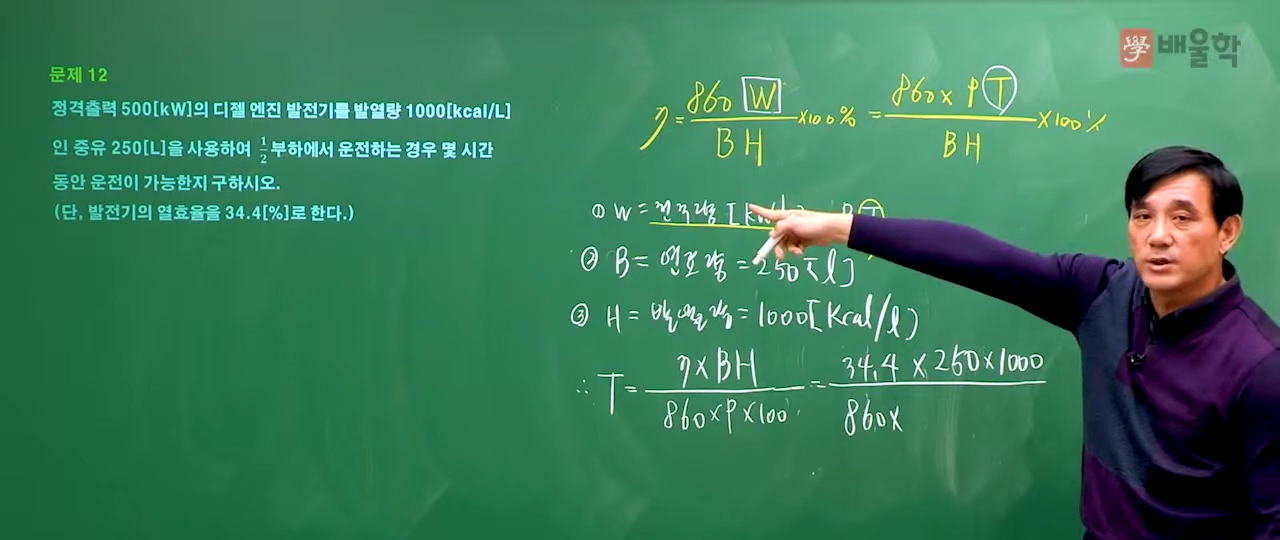 學 배울학
문제 12
정격출력 500[kW]의 디젤 엔진 발전기를 발열량 1000[kcal/L]
인 중유 250[L]을 사용하여 1/2 부하에서 운전하는 경우 몇 시간
동안 운전이 가능한지 구하시오.
(단, 발전기의 열효율을 34.4[%]로 한다.)
η = 860 W / BH ×100% = 860× P T / BH ×100%
① W = 전력량 [kW
② B = 연료량 = 250 [l]
③ H = 발열량 = 1000 [Kcal/l]
∴ T = η×BH / 860×P×100 = 34.4 × 250×1000 / 860×